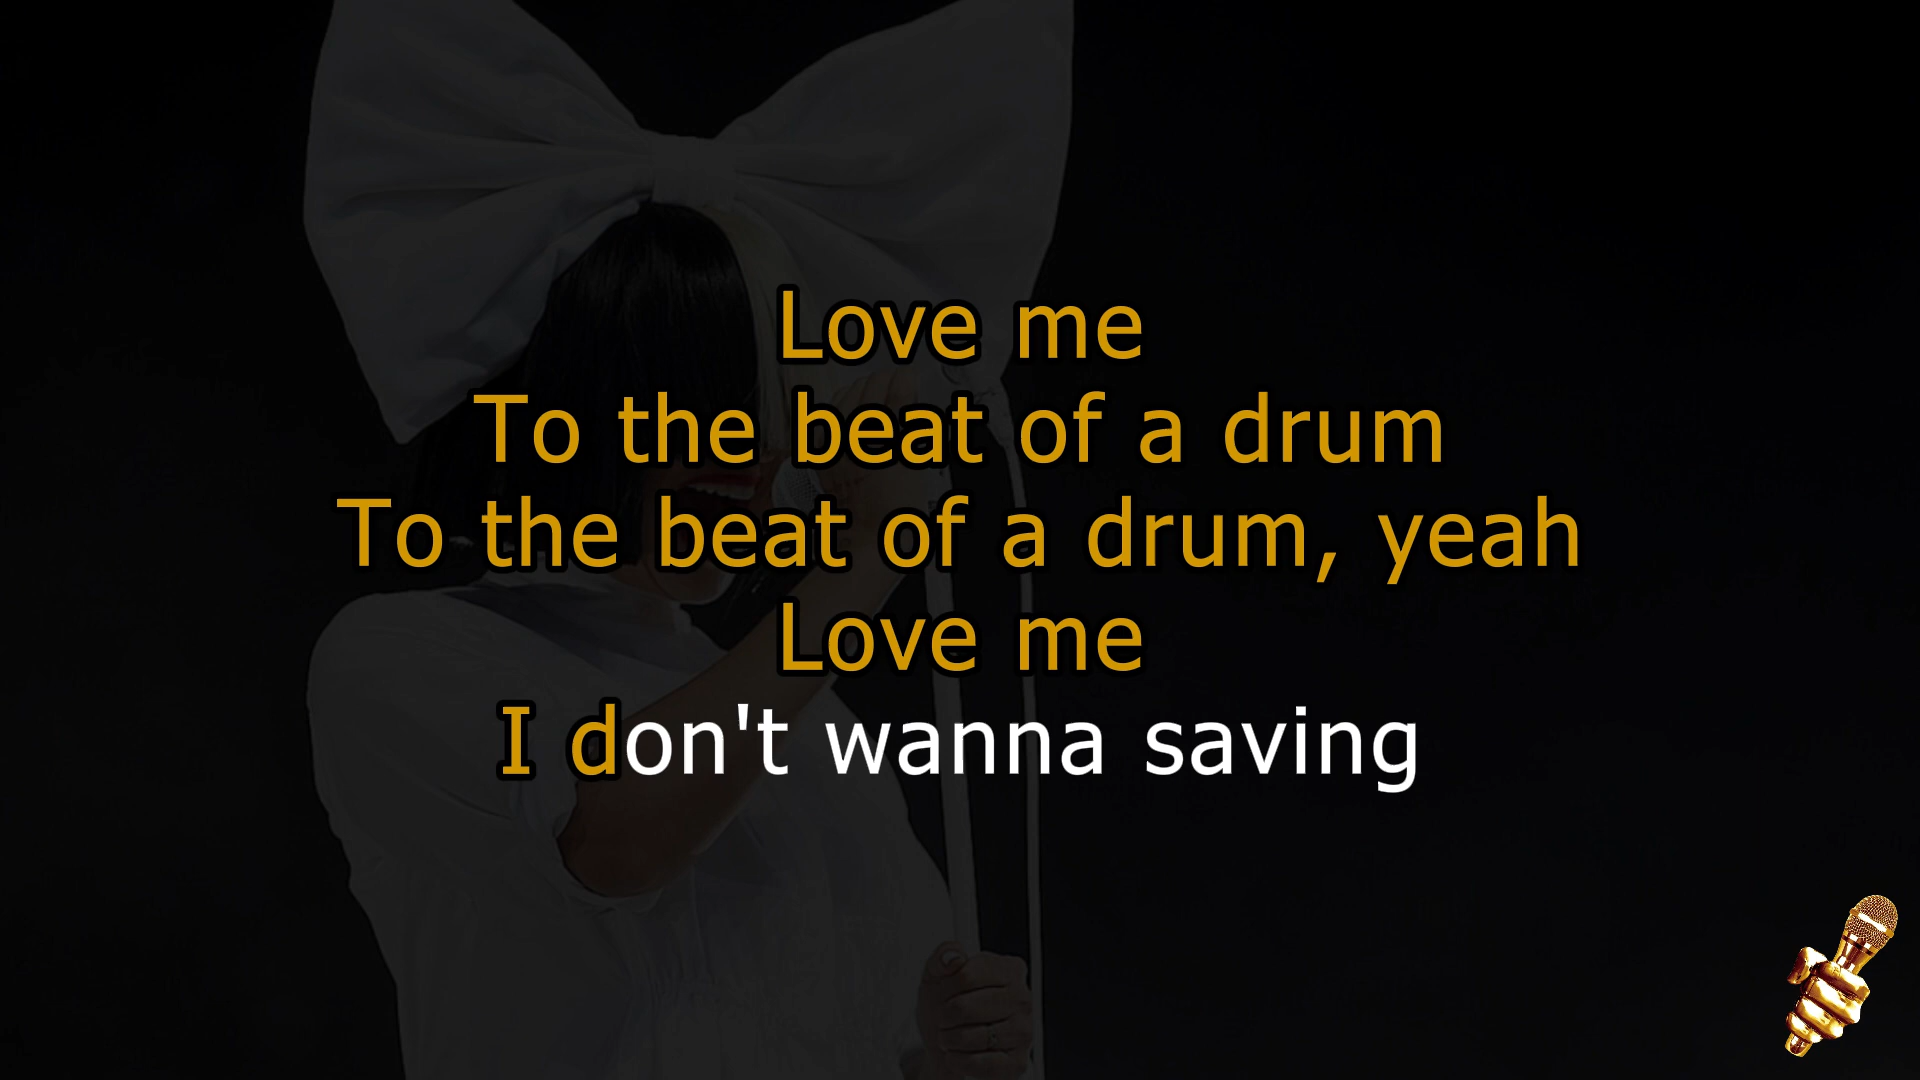 Love me
To the beat of a drum
To the beat of a drum, yeah
Love me
I don't wanna saving